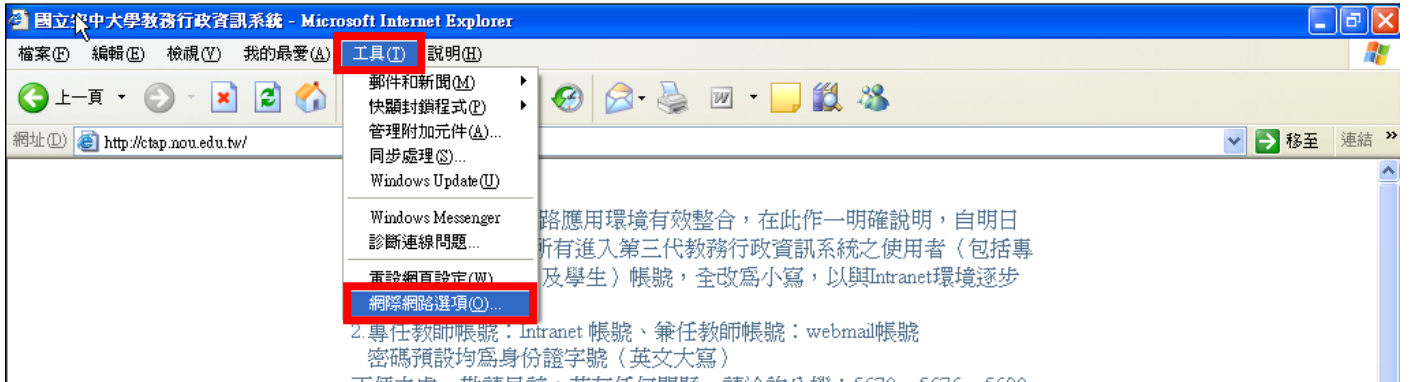 國立空中大學教務行政資訊系統 - Microsoft Internet Explorer
檔案(F) 編輯(E) 檢視(V) 我的最愛(A) 工具(T) 說明(H)
上一頁
網址(D) http://ctap.nou.edu.tw/ 移至 連結 »
郵件和新聞(M)
快顯封鎖程式(P)
管理附加元件(A)...
同步處理(S)...
Windows Update(U)
Windows Messenger
診斷連線問題...
重設網頁設定(W)
網際網路選項(O)...
路應用環境有效整合,在此作一明確說明,自明日
所有進入第三代教務行政資訊系統之使用者(包括專
及學生)帳號,全改為小寫,以與Intranet環境逐步
2.專任教師帳號:Intranet 帳號、兼任教師帳號:webmail帳號
密碼預設均為身份證字號(英文大寫)